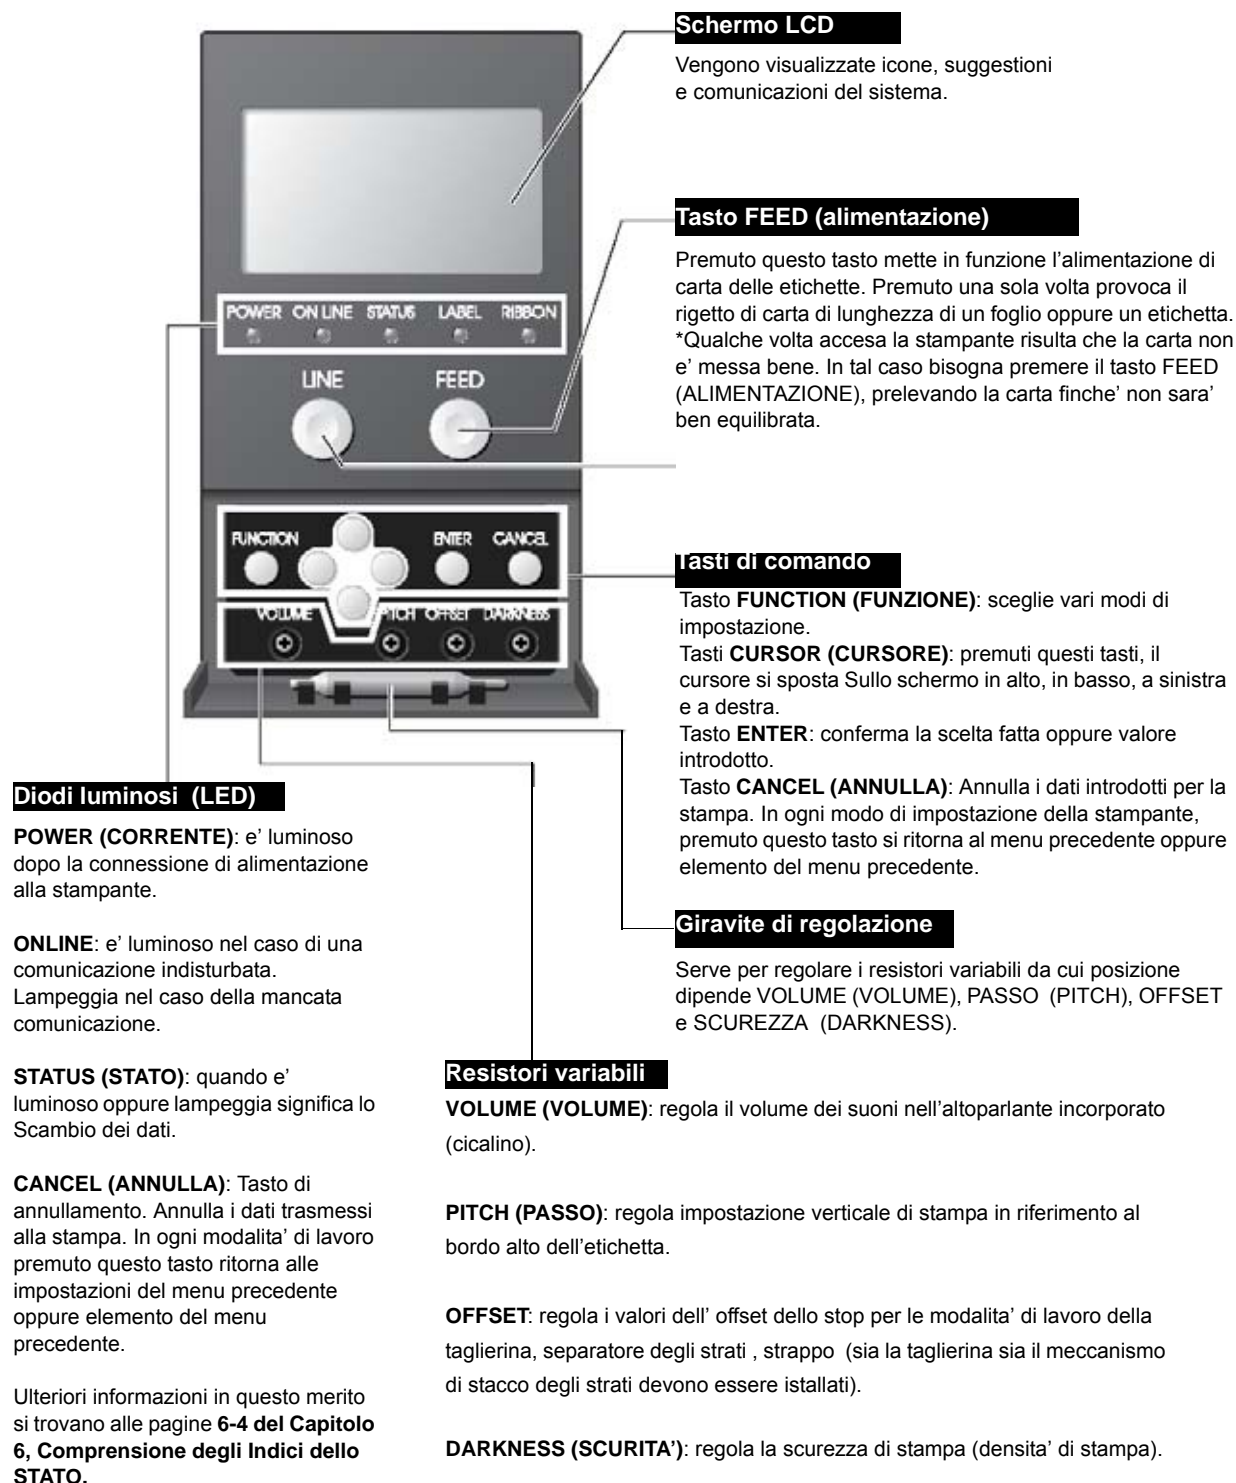 Schermo LCD
Vengono visualizzate icone, suggestioni
e comunicazioni del sistema.
Tasto FEED (alimentazione)
Premuto questo tasto mette in funzione l’alimentazione di
carta delle etichette. Premuto una sola volta provoca il
rigetto di carta di lunghezza di un foglio oppure un etichetta.
*Qualche volta accesa la stampante risulta che la carta non
e’ messa bene. In tal caso bisogna premere il tasto FEED
(ALIMENTAZIONE), prelevando la carta finche’ non sara’
ben equilibrata.
POWER ON LINE STATUS LABEL RIBBON
LINE FEED
FUNCTION ENTER CANCEL
VOLUME PITCH OFFSET DARKNESS
Tasti di comando
Tasto FUNCTION (FUNZIONE): sceglie vari modi di
impostazione.
Tasti CURSOR (CURSORE): premuti questi tasti, il
cursore si sposta Sullo schermo in alto, in basso, a sinistra
e a destra.
Tasto ENTER: conferma la scelta fatta oppure valore
introdotto.
Tasto CANCEL (ANNULLA): Annulla i dati introdotti per la
stampa. In ogni modo di impostazione della stampante,
premuto questo tasto si ritorna al menu precedente oppure
elemento del menu precedente.
Giravite di regolazione
Serve per regolare i resistori variabili da cui posizione
dipende VOLUME (VOLUME), PASSO (PITCH), OFFSET
e SCUREZZA (DARKNESS).
Diodi luminosi (LED)
POWER (CORRENTE): e’ luminoso
dopo la connessione di alimentazione
alla stampante.
ONLINE: e’ luminoso nel caso di una
comunicazione indisturbata.
Lampeggia nel caso della mancata
comunicazione.
STATUS (STATO): quando e’
luminoso oppure lampeggia significa lo
Scambio dei dati.
CANCEL (ANNULLA): Tasto di
annullamento. Annulla i dati trasmessi
alla stampa. In ogni modalita’ di lavoro
premuto questo tasto ritorna alle
impostazioni del menu precedente
oppure elemento del menu
precedente.
Ulteriori informazioni in questo merito
si trovano alle pagine 6-4 del Capitolo
6, Comprensione degli Indici dello
STATO.
Resistori variabili
VOLUME (VOLUME): regola il volume dei suoni nell’altoparlante incorporato
(cicalino).
PITCH (PASSO): regola impostazione verticale di stampa in riferimento al
bordo alto dell’etichetta.
OFFSET: regola i valori dell’ offset dello stop per le modalita’ di lavoro della
taglierina, separatore degli strati , strappo (sia la taglierina sia il meccanismo
di stacco degli strati devono essere istallati).
DARKNESS (SCURITA’): regola la scurezza di stampa (densita’ di stampa).